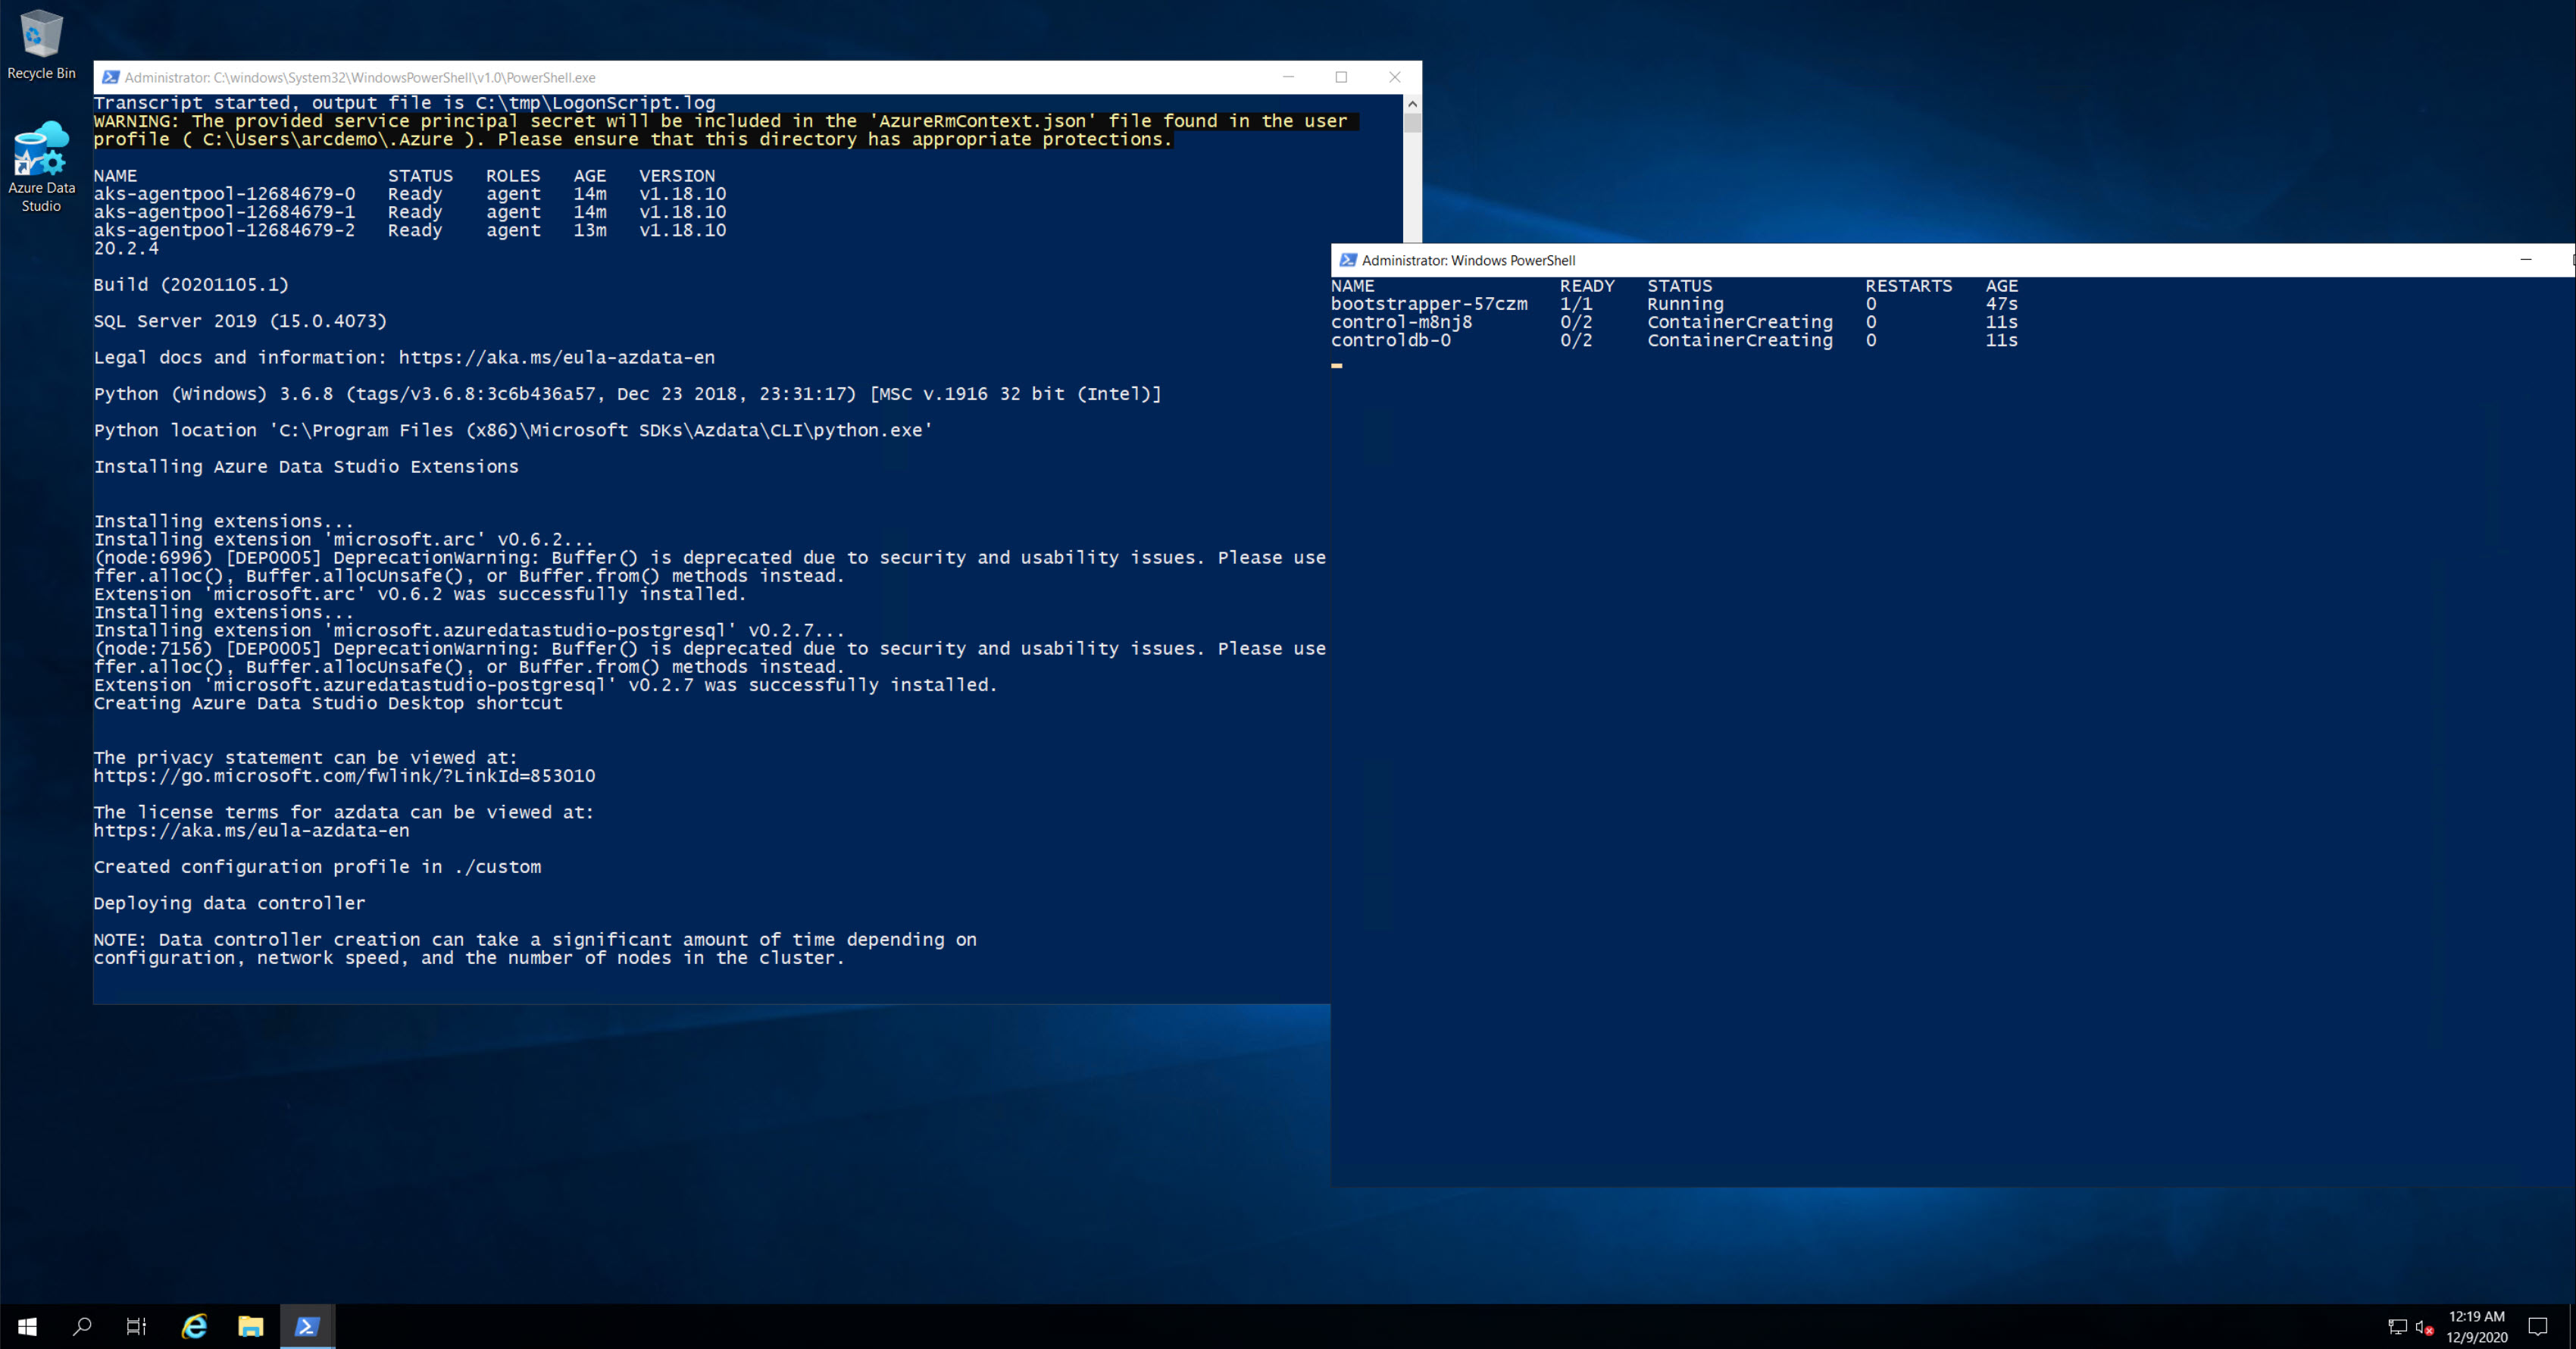 Recycle Bin
Azure Data
Studio
Administrator: C:\windows\System32\WindowsPowerShell\v1.0\PowerShell.exe
Transcript started, output file is C:\tmp\LogonScript.log
WARNING: The provided service principal secret will be included in the 'AzureRmContext.json' file found in the user
profile ( C:\Users\arcdemo\.Azure ). Please ensure that this directory has appropriate protections.
NAME STATUS ROLES AGE VERSION
aks-agentpool-12684679-0 Ready agent 14m v1.18.10
aks-agentpool-12684679-1 Ready agent 14m v1.18.10
aks-agentpool-12684679-2 Ready agent 13m v1.18.10
20.2.4
Build (20201105.1)
SQL Server 2019 (15.0.4073)
Legal docs and information: https://aka.ms/eula-azdata-en
Python (Windows) 3.6.8 (tags/v3.6.8:3c6b436a57, Dec 23 2018, 23:31:17) [MSC v.1916 32 bit (Intel)]
Python location 'C:\Program Files (x86)\Microsoft SDKs\Azdata\CLI\python.exe'
Installing Azure Data Studio Extensions
Installing extensions...
Installing extension 'microsoft.arc' v0.6.2...
(node:6996) [DEP0005] DeprecationWarning: Buffer() is deprecated due to security and usability issues. Please use
ffer.alloc(), Buffer.allocUnsafe(), or Buffer.from() methods instead.
Extension 'microsoft.arc' v0.6.2 was successfully installed.
Installing extensions...
Installing extension 'microsoft.azuredatastudio-postgresql' v0.2.7...
(node:7156) [DEP0005] DeprecationWarning: Buffer() is deprecated due to security and usability issues. Please use
ffer.alloc(), Buffer.allocUnsafe(), or Buffer.from() methods instead.
Extension 'microsoft.azuredatastudio-postgresql' v0.2.7 was successfully installed.
Creating Azure Data Studio Desktop shortcut
The privacy statement can be viewed at:
https://go.microsoft.com/fwlink/?LinkId=853010
The license terms for azdata can be viewed at:
https://aka.ms/eula-azdata-en
Created configuration profile in ./custom
Deploying data controller
NOTE: Data controller creation can take a significant amount of time depending on
configuration, network speed, and the number of nodes in the cluster.
Administrator: Windows PowerShell
NAME READY STATUS RESTARTS AGE
bootstrapper-57czm 1/1 Running 0 47s
control-m8nj8 0/2 ContainerCreating 0 11s
controldb-0 0/2 ContainerCreating 0 11s
12:19 AM
12/9/2020